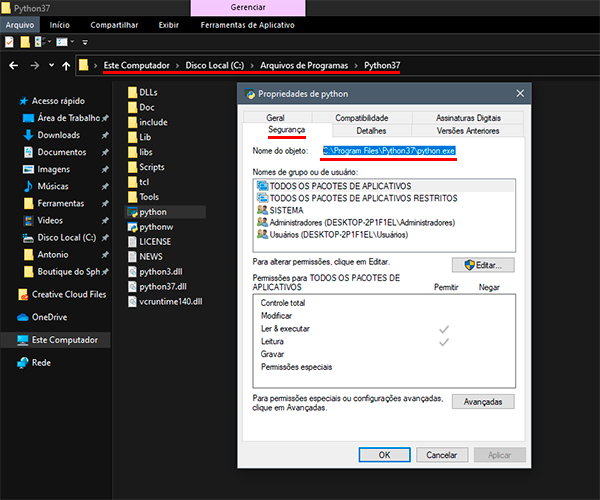 Python37
Gerenciar
Arquivo Início Compartilhar Exibir Ferramentas de Aplicativo
Este Computador Disco Local (C:) Arquivos de Programas Python37
Acesso rápido
Área de Trabalho
Downloads
Documentos
Imagens
Músicas
Ferramentas
Videos
Disco Local (C:)
Antonio
Boutique do Sph
Creative Cloud Files
OneDrive
Este Computador
Rede
DLLs
Doc
include
Lib
libs
Scripts
tcl
Tools
python
pythonw
LICENSE
NEWS
python3.dll
python37.dll
vcruntime140.dll
Propriedades de python
Geral Compatibilidade Assinaturas Digitais
Segurança Detalhes Versões Anteriores
Nome do objeto: C:\Program Files\Python37\python.exe
Nomes de grupo ou de usuário:
TODOS OS PACOTES DE APLICATIVOS
TODOS OS PACOTES DE APLICATIVOS RESTRITOS
SISTEMA
Administradores (DESKTOP-2P1F1EL\Administradores)
Usuários (DESKTOP-2P1F1EL\Usuários)
Para alterar permissões, clique em Editar. Editar...
Permissões para TODOS OS PACOTES DE
APLICATIVOS Permitir Negar
Controle total
Modificar
Ler & executar
Leitura
Gravar
Permissões especiais
Para permissões especiais ou configurações avançadas,
clique em Avançadas. Avançadas
OK Cancelar Aplicar